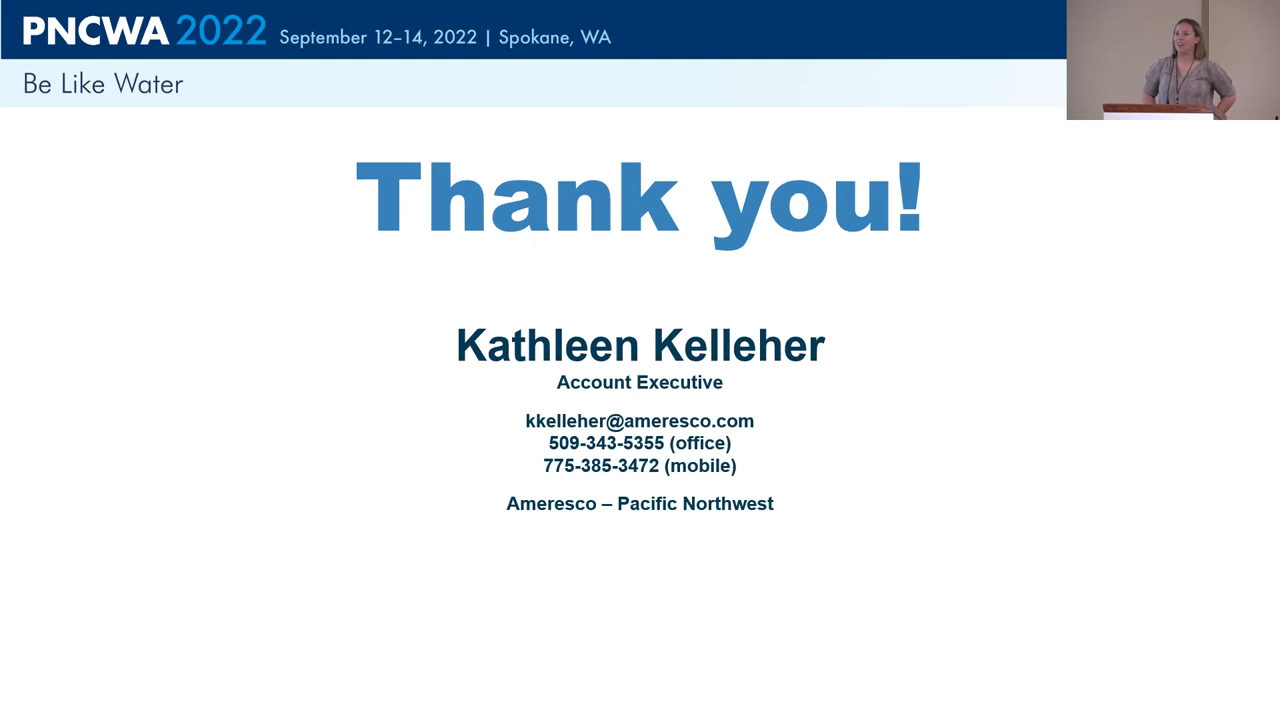 PNCWA 2022 September 12–14, 2022 | Spokane, WA
Be Like Water
Thank you!
Kathleen Kelleher
Account Executive
kkelleher@ameresco.com
509-343-5355 (office)
775-385-3472 (mobile)
Ameresco – Pacific Northwest